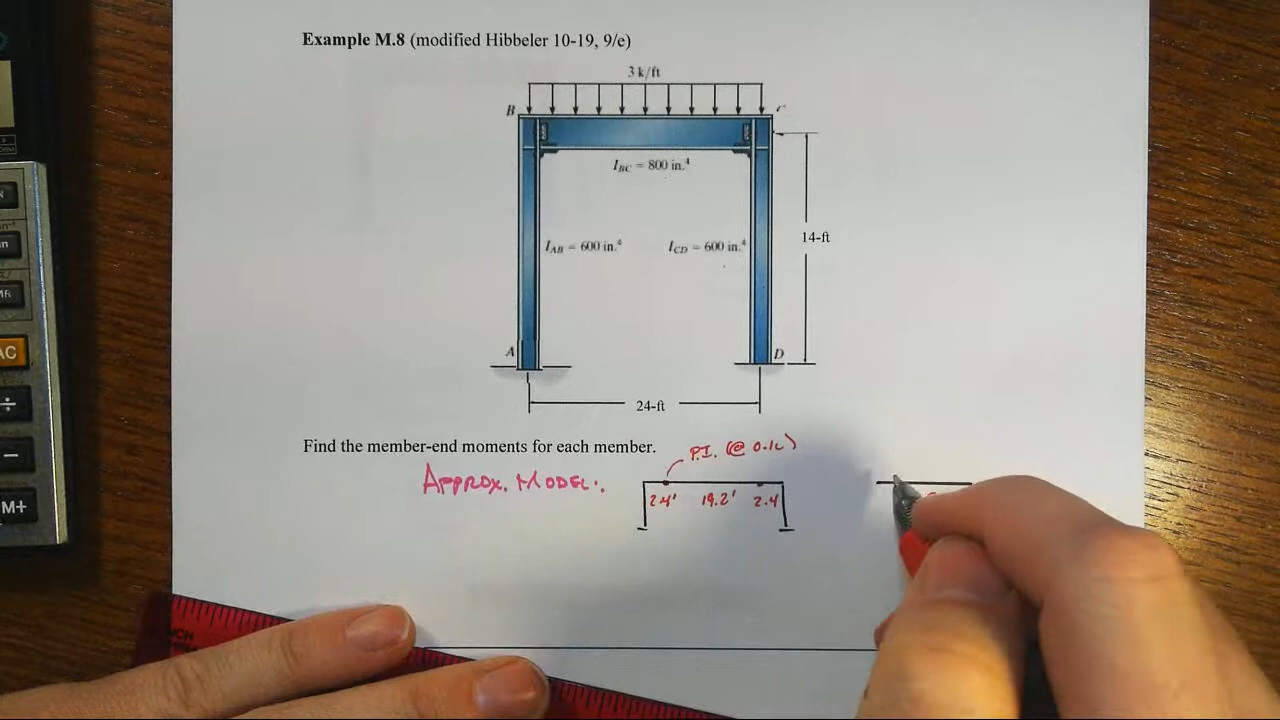 Example M.8 (modified Hibbeler 10-19, 9/e)
3 k/ft
B
I_BC = 800 in.⁴
I_AB = 600 in.⁴
I_CD = 600 in.⁴
14-ft
A
D
24-ft
Find the member-end moments for each member.
P.I. (@ 0.1L)
APPROX. MODEL:
2.4' 19.2' 2.4
AC
÷
−
M+